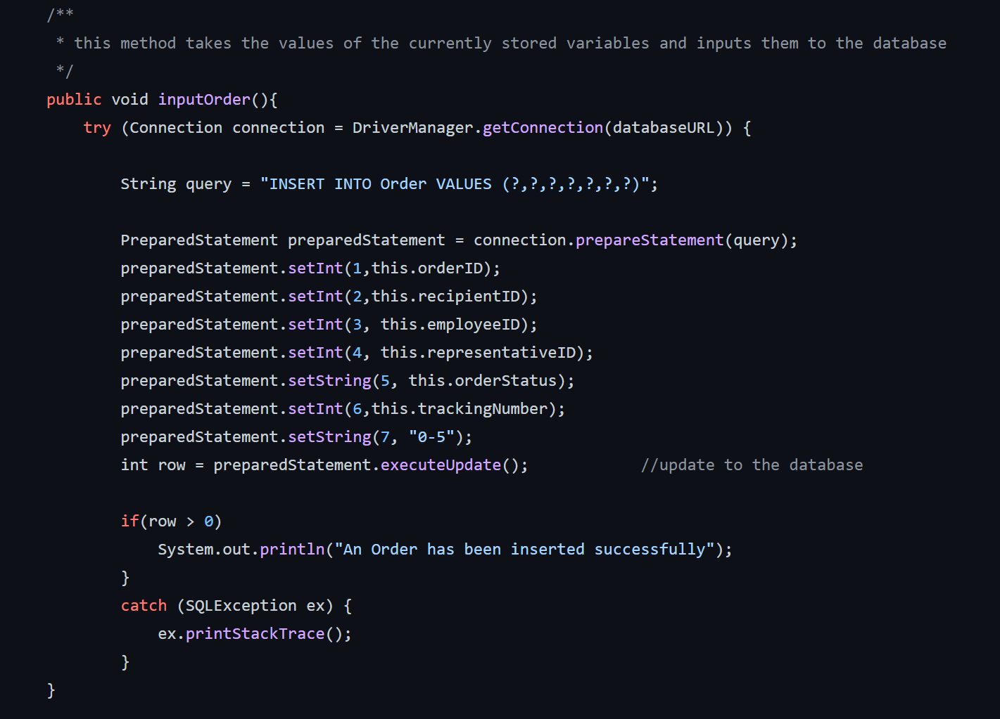 /**
 * this method takes the values of the currently stored variables and inputs them to the database
 */
public void inputOrder(){
    try (Connection connection = DriverManager.getConnection(databaseURL)) {
        String query = "INSERT INTO Order VALUES (?,?,?,?,?,?,?)";
        PreparedStatement preparedStatement = connection.prepareStatement(query);
        preparedStatement.setInt(1,this.orderID);
        preparedStatement.setInt(2,this.recipientID);
        preparedStatement.setInt(3, this.employeeID);
        preparedStatement.setInt(4, this.representativeID);
        preparedStatement.setString(5, this.orderStatus);
        preparedStatement.setInt(6,this.trackingNumber);
        preparedStatement.setString(7, "0-5");
        int row = preparedStatement.executeUpdate();            //update to the database
        if(row > 0)
            System.out.println("An Order has been inserted successfully");
        }
        catch (SQLException ex) {
            ex.printStackTrace();
        }
}